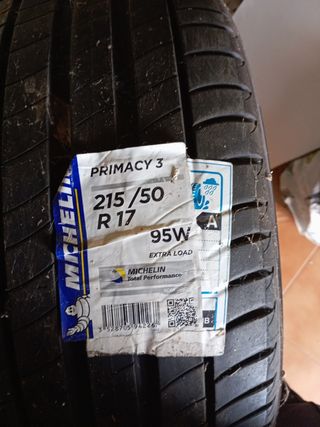 PRIMACY 3
215 /50
R 17
95W
EXTRA LOAD
MICHELIN
Total Performance
MICHELIN
A